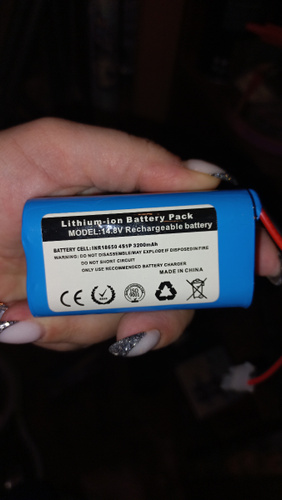 Lithium-ion Battery Pack
MODEL:14.8V Rechargeable battery
BATTERY CELL:INR18650 4S1P 3200mAh
WARNING: DO NOT DISASSEMBLE/MAY EXPLODE IF DISPOSED IN FIRE
DO NOT SHORT CIRCUIT
ONLY USE RECOMMENDED BATTERY CHARGER
MADE IN CHINA
CE